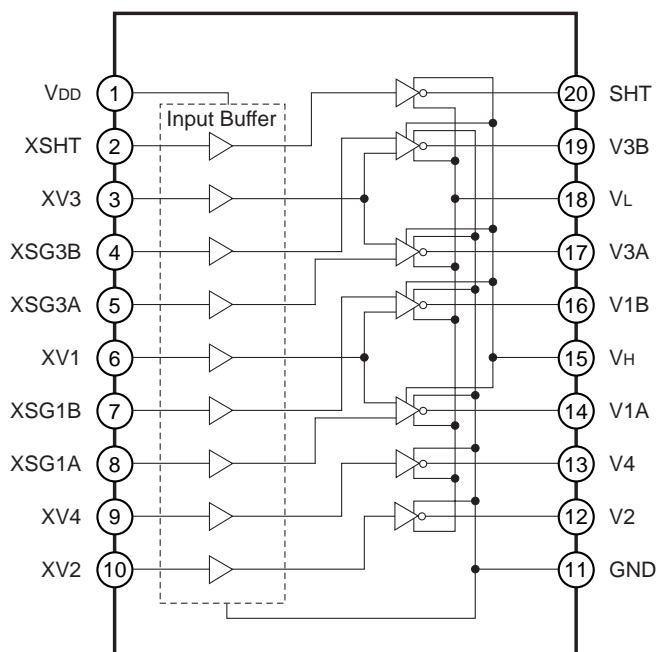 VDD 1 20 SHT
Input Buffer
XSHT 2 19 V3B
XV3 3 18 VL
XSG3B 4 17 V3A
XSG3A 5 16 V1B
XV1 6 15 VH
XSG1B 7 14 V1A
XSG1A 8 13 V4
XV4 9 12 V2
XV2 10 11 GND